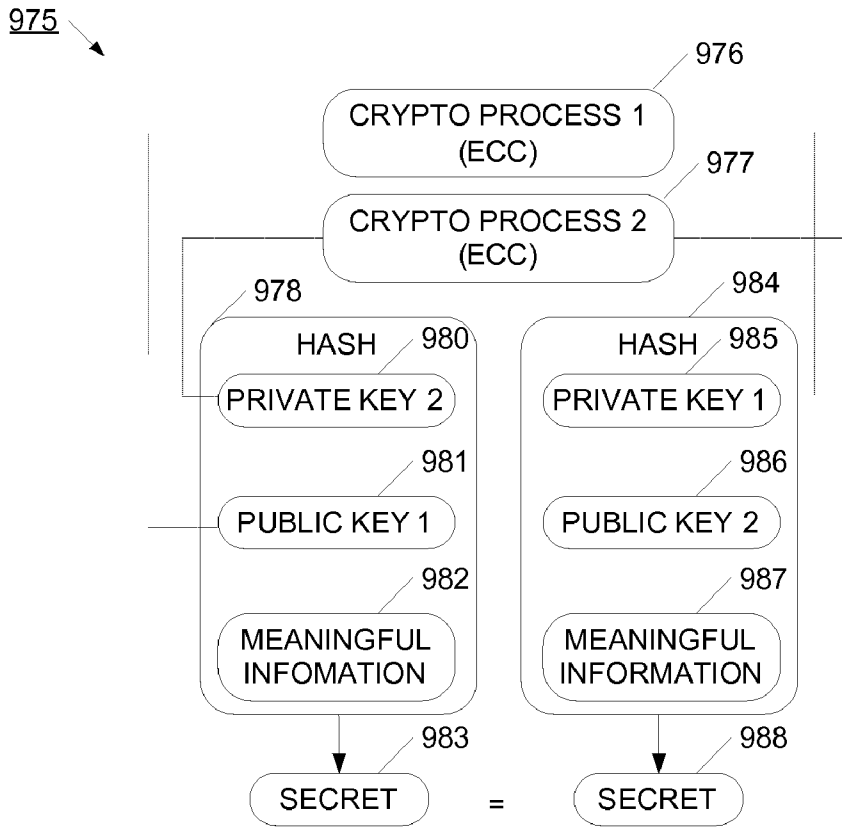 975
976
CRYPTO PROCESS 1
(ECC)
977
CRYPTO PROCESS 2
(ECC)
978
984
HASH
980
HASH
985
PRIVATE KEY 2
PRIVATE KEY 1
981
986
PUBLIC KEY 1
PUBLIC KEY 2
982
987
MEANINGFUL
INFOMATION
MEANINGFUL
INFORMATION
983
988
SECRET
=
SECRET